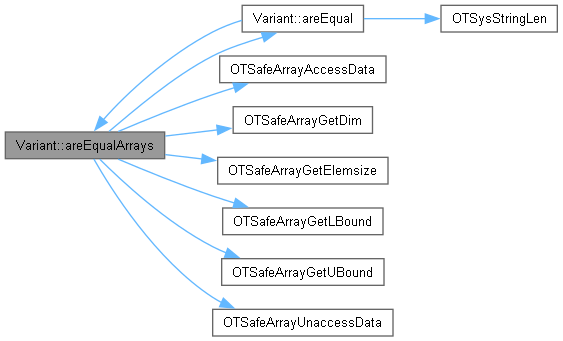 Variant::areEqual
OTSysStringLen
OTSafeArrayAccessData
OTSafeArrayGetDim
Variant::areEqualArrays
OTSafeArrayGetElemsize
OTSafeArrayGetLBound
OTSafeArrayGetUBound
OTSafeArrayUnaccessData